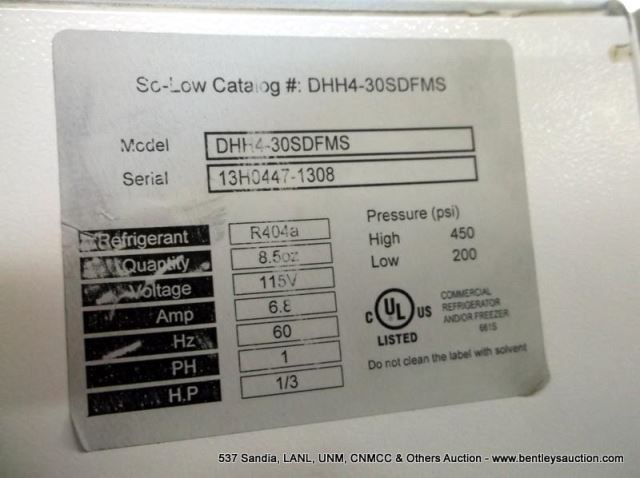 So-Low Catalog #: DHH4-30SDFMS
Model DHH4-30SDFMS
Serial 13H0447-1308
Refrigerant R404a
Quantity 8.5oz
Voltage 115V
Amp 6.8
Hz 60
PH 1
H.P 1/3
Pressure (psi)
High 450
Low 200
C UL US
LISTED
COMMERCIAL
REFRIGERATOR
AND/OR FREEZER
661S
Do not clean the label with solvent
537 Sandia, LANL, UNM, CNMCC & Others Auction - www.bentleysauction.com